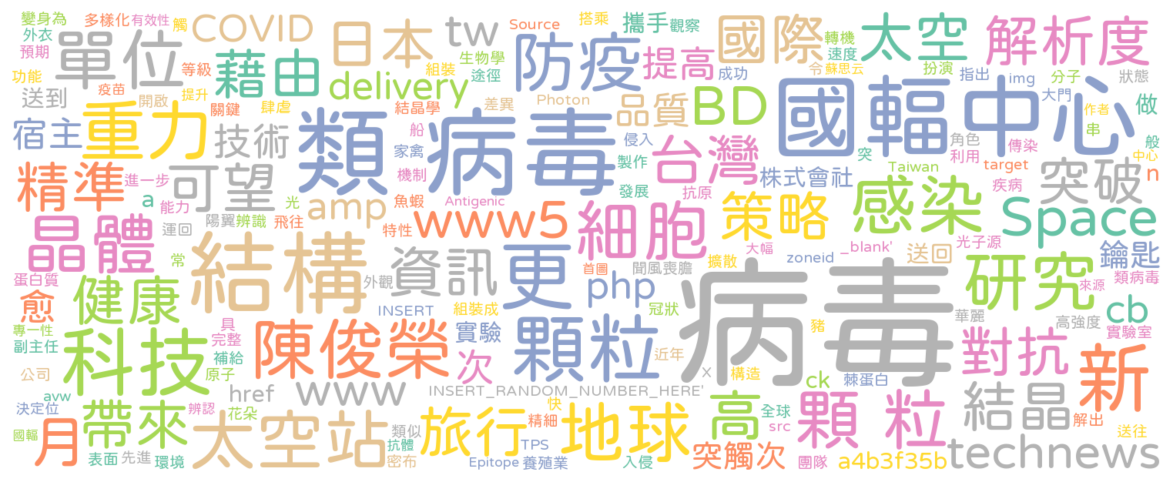 變身為 多樣化 有效性 觸 COVID 日本 tw Source 搭乘 攜手 觀察 國際 轉機 太空 解析度
外衣 單位 藉由 生物學 防疫 速度 令 蘇思云 扮演
預期 等級 delivery 組裝 途徑 提高 成功 指出 img 分子 狀態
功能 疫苗 提升 結晶學 差異 Photon 品質 BD 國輻中心 大門 作者 做
送到 開啟 關鍵 肆虐 類 病毒 侵入 串 般
宿主 重力 技術 船 家禽 製作 台灣 突 角色 傳染 中心
精準 進一步 可望 機制 發展 株式會社 Taiwan 利用 target 突破 n
a 能力 光 amp 魚蝦 Antigenic 抗原 策略 感染 疾病 Space
晶體 陽翼 辨識 飛往 特性 www5 細胞 大幅 _blank' 光子源
運回 結構 資訊 更 首圖 聞風喪膽 擴散 zoneid 送回 鑰匙
蛋白質 常 外觀 php 病毒 研究 類病毒
愈 健康 INSERT 組裝成 冠狀 華麗 來源 cb
專一性 具 陳俊榮 實驗 顆粒 豬 高強度 實驗室
副主任 科技 完整 補給 次 近年 對抗 新
公司 原子 www x 構造 ck 棘蛋白
avw href INSERT_RANDOM_NUMBER_HERE' 結晶
決定位 帶來 辨認 花朵 太空站 類似 旅行 快 精細 地球 高 全球 src 顆 粒 解出
國輻 月 抗體 TPS 突觸次 送往
表面 先進 環境 密布 Epitope 養殖業 入侵 團隊 a4b3f35b technews